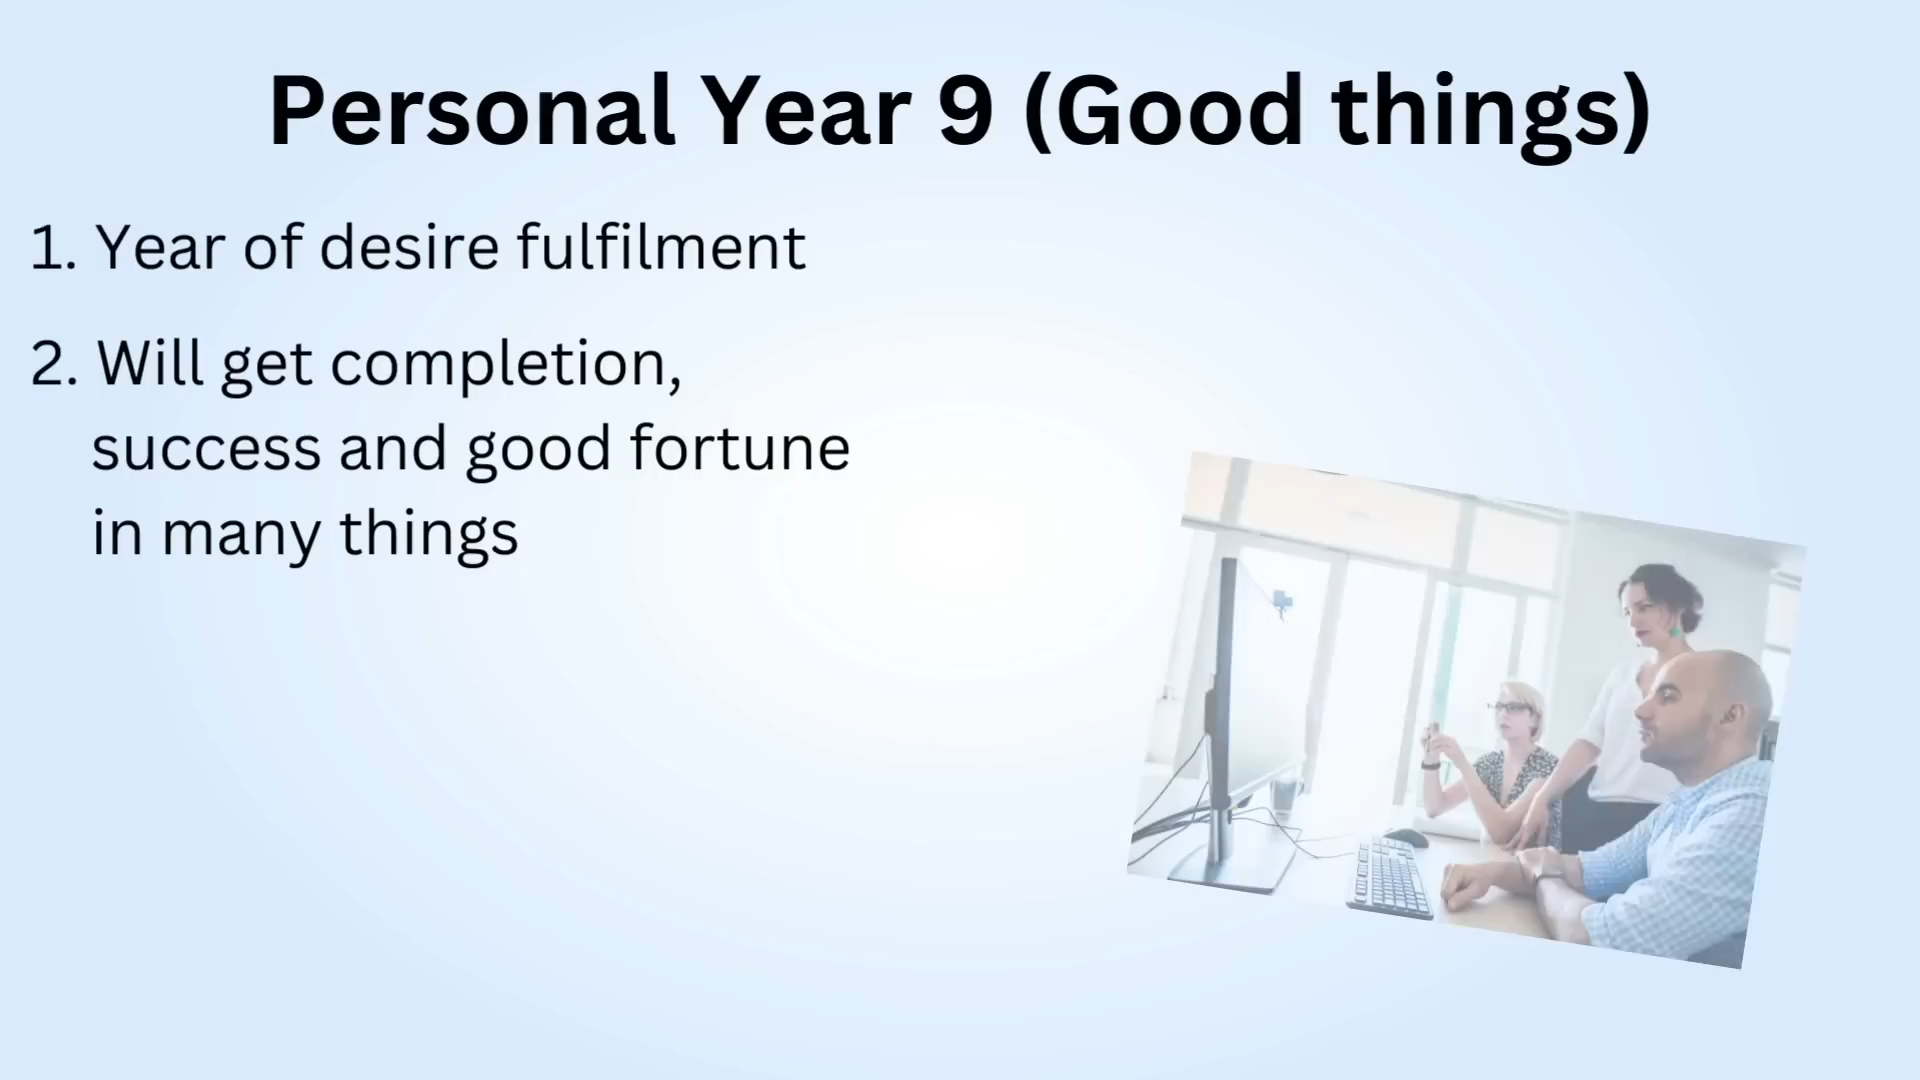 Personal Year 9 (Good things)
1. Year of desire fulfilment
2. Will get completion,
success and good fortune
in many things